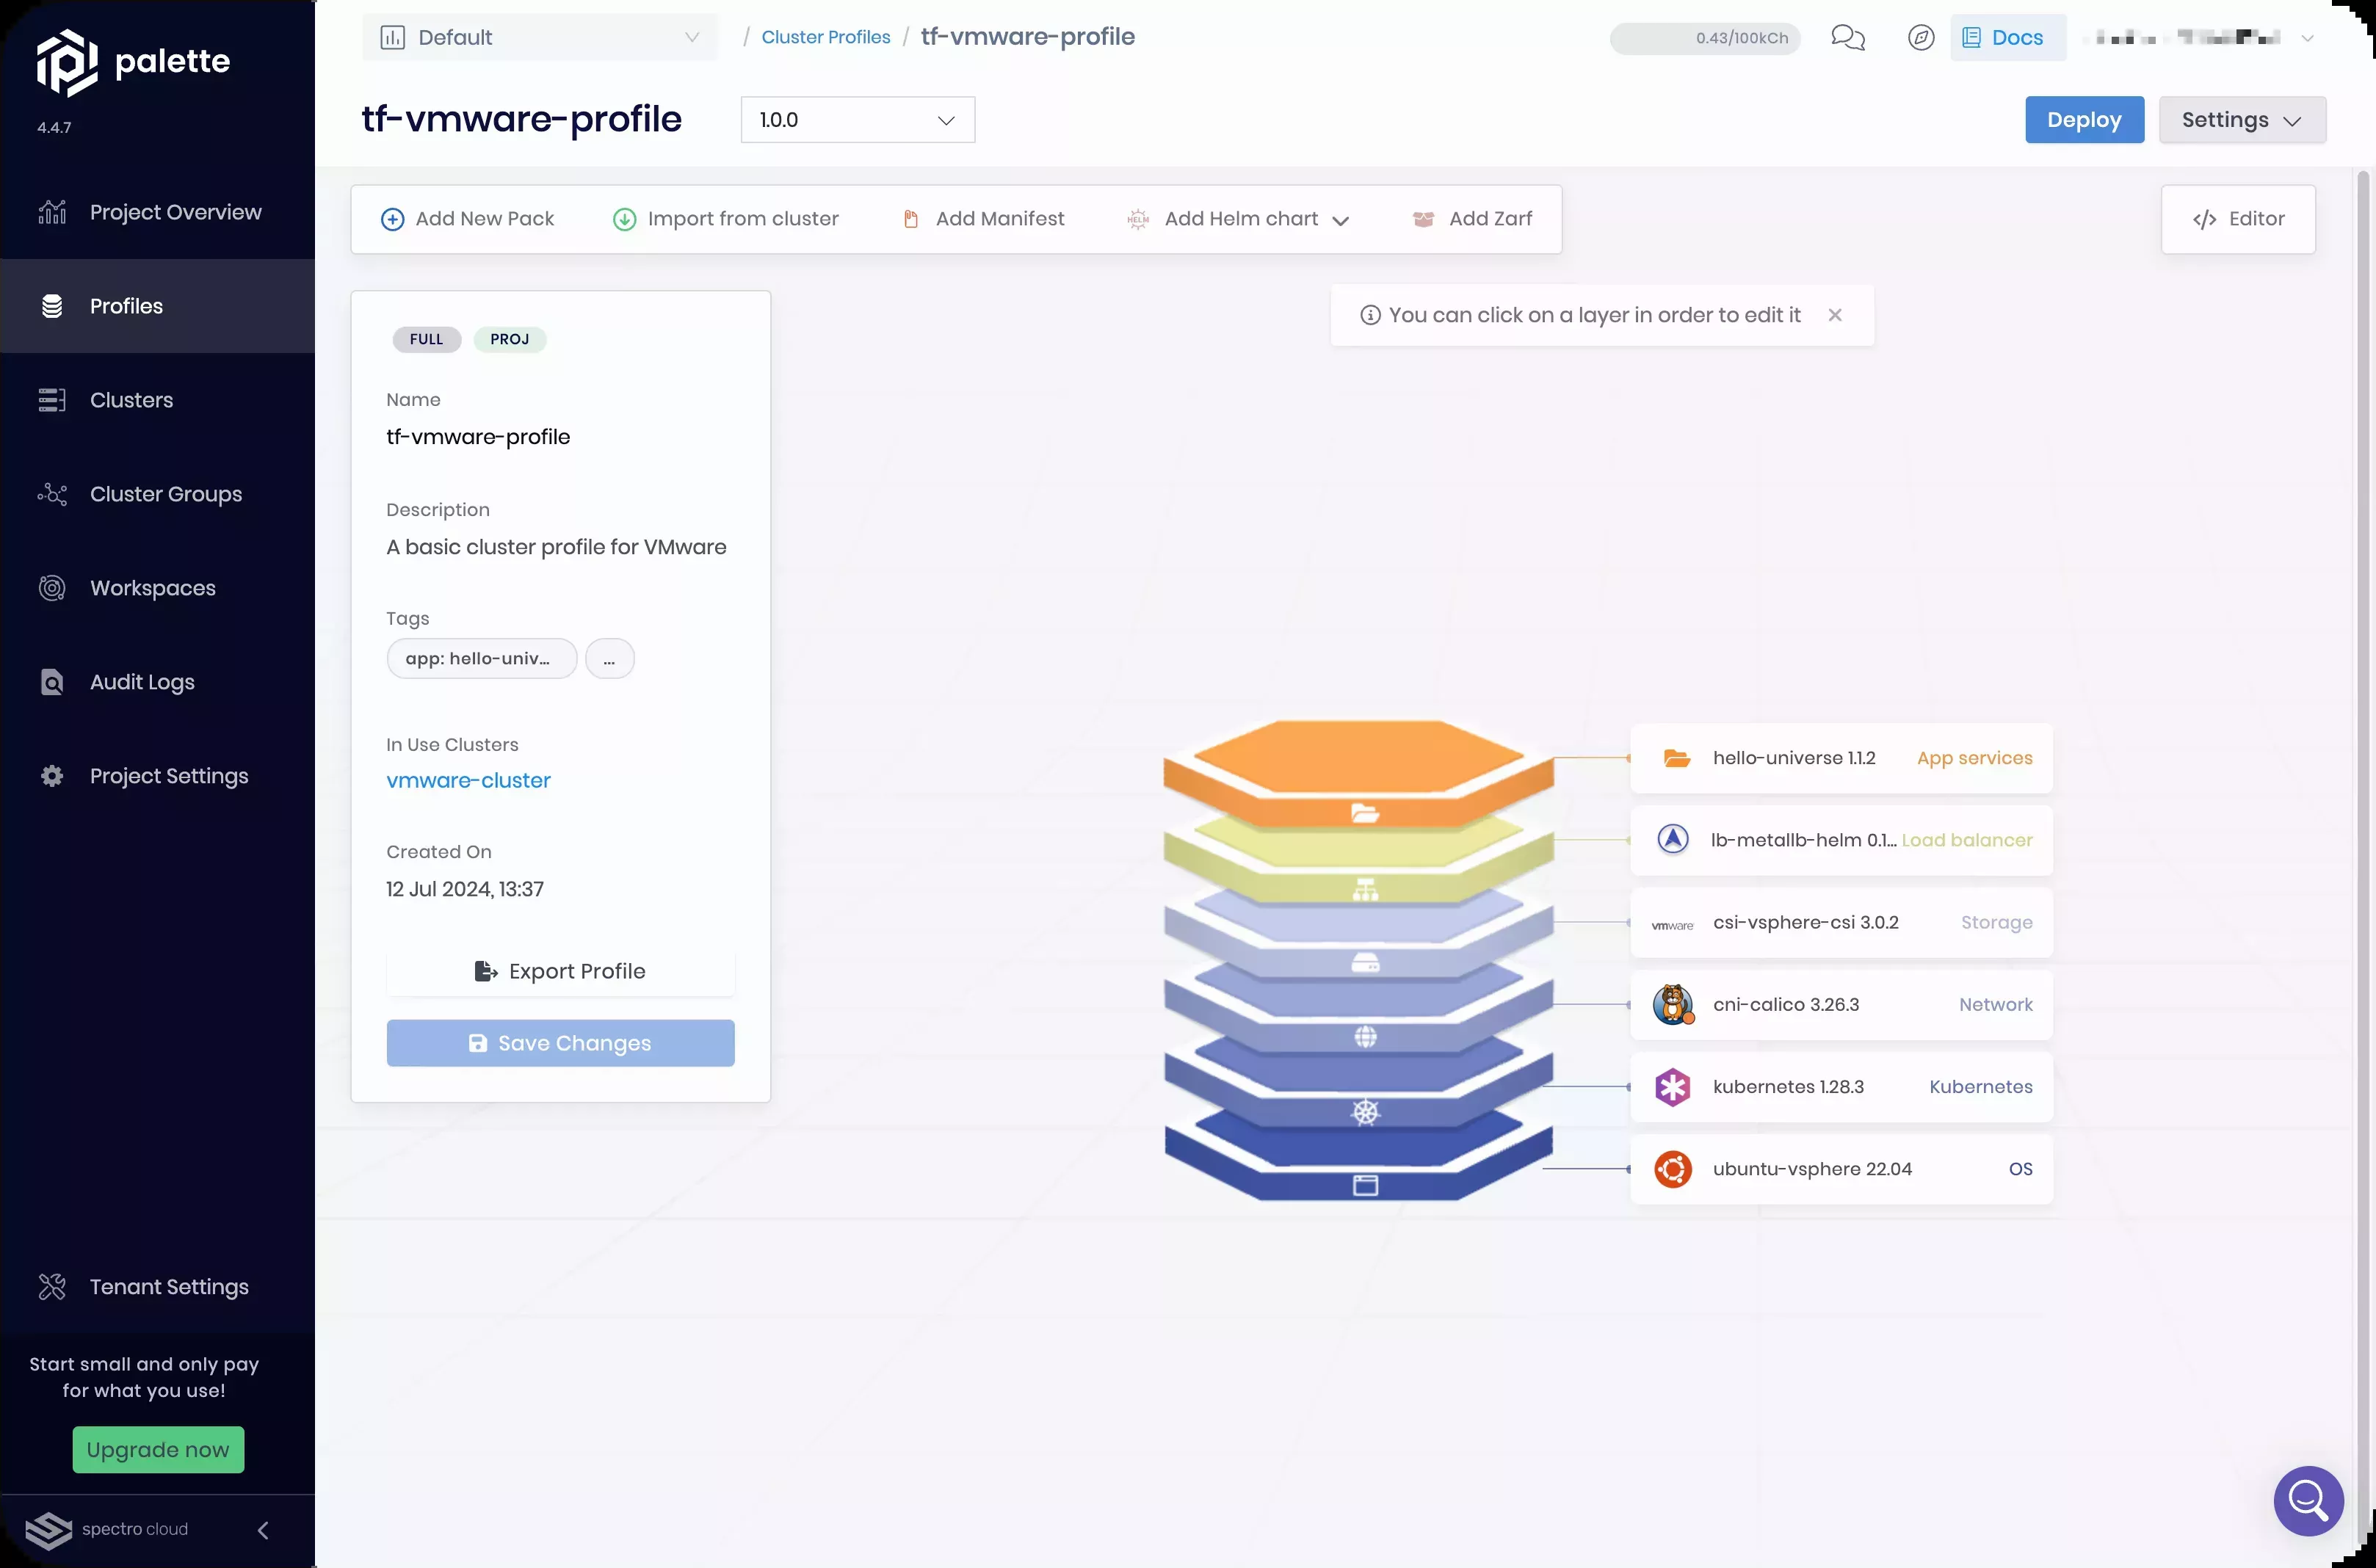 palette
4.4.7
Project Overview
Profiles
Clusters
Cluster Groups
Workspaces
Audit Logs
Project Settings
Tenant Settings
Start small and only pay
for what you use!
Upgrade now
spectro cloud
Default
/ Cluster Profiles / tf-vmware-profile
0.43/100kCh
Docs
tf-vmware-profile
1.0.0
Deploy
Settings
Add New Pack
Import from cluster
Add Manifest
HELM
Add Helm chart
Add Zarf
</> Editor
You can click on a layer in order to edit it
FULL
PROJ
Name
tf-vmware-profile
Description
A basic cluster profile for VMware
Tags
app: hello-univ...
...
In Use Clusters
vmware-cluster
Created On
12 Jul 2024, 13:37
Export Profile
Save Changes
hello-universe 1.1.2 App services
lb-metallb-helm 0.1... Load balancer
vmware csi-vsphere-csi 3.0.2 Storage
cni-calico 3.26.3 Network
kubernetes 1.28.3 Kubernetes
ubuntu-vsphere 22.04 OS